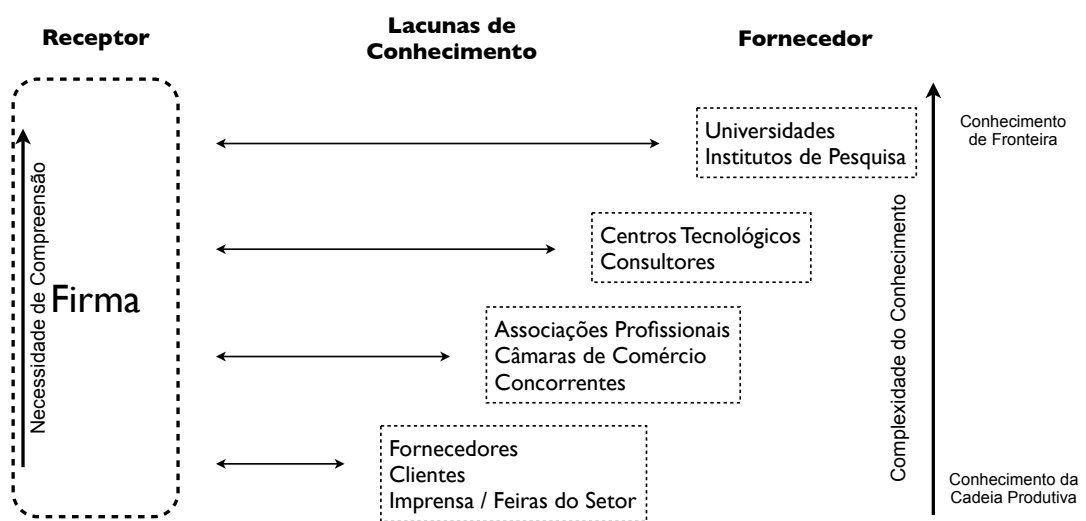 Receptor
Lacunas de
Conhecimento
Fornecedor
Necessidade de Compreensão
Firma
Universidades
Institutos de Pesquisa
Centros Tecnológicos
Consultores
Associações Profissionais
Câmaras de Comércio
Concorrentes
Fornecedores
Clientes
Imprensa / Feiras do Setor
Complexidade do Conhecimento
Conhecimento
de Fronteira
Conhecimento da
Cadeia Produtiva